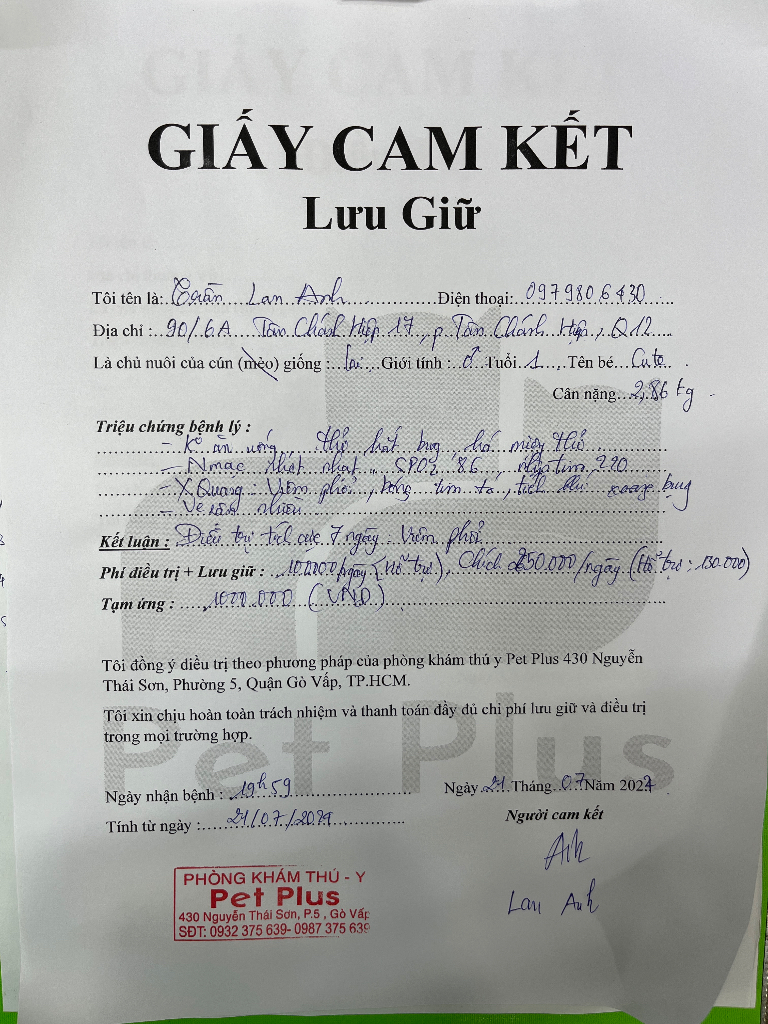 GIẤY CAM KẾT
Lưu Giữ
Tôi tên là: Trần Lan Anh Điện thoại: 0979806430
Địa chỉ : 90/6A Tân Chánh Hiệp 17, p Tân Chánh Hiệp, Q12
Là chủ nuôi của cún (mèo) giống : lai Giới tính : ♂ Tuổi 1 Tên bé Cute
Cân nặng 2,86 kg
Triệu chứng bệnh lý :
- K ăn uống, thở hất bụng, há miệng thở
- N.mạc nhợt nhạt, SPO2 86, nhịp tim 220
- X Quang : Viêm phổi, bóng tim to, tích dịch xoang bụng
- Ve rận nhiều
Kết luận : Điều trị tích cực 7 ngày : Viêm phổi
Phí điều trị + Lưu giữ : 100.000/ngày (Hỗ trợ), Chích 250.000/ngày (Hỗ trợ : 130.000)
Tạm ứng : 1000.000 (VND)
Tôi đồng ý điều trị theo phương pháp của phòng khám thú y Pet Plus 430 Nguyễn
Thái Sơn, Phường 5, Quận Gò Vấp, TP.HCM.
Tôi xin chịu hoàn toàn trách nhiệm và thanh toán đầy đủ chi phí lưu giữ và điều trị
trong mọi trường hợp.
Pet Plus
Ngày nhận bệnh : 19h59 Ngày 21 Tháng 07 Năm 2024
Tính từ ngày : 21/07/2024
Người cam kết
Anh
Lan Anh
PHÒNG KHÁM THÚ - Y
Pet Plus
430 Nguyễn Thái Sơn, P.5 , Gò Vấp
SĐT: 0932 375 639- 0987 375 639